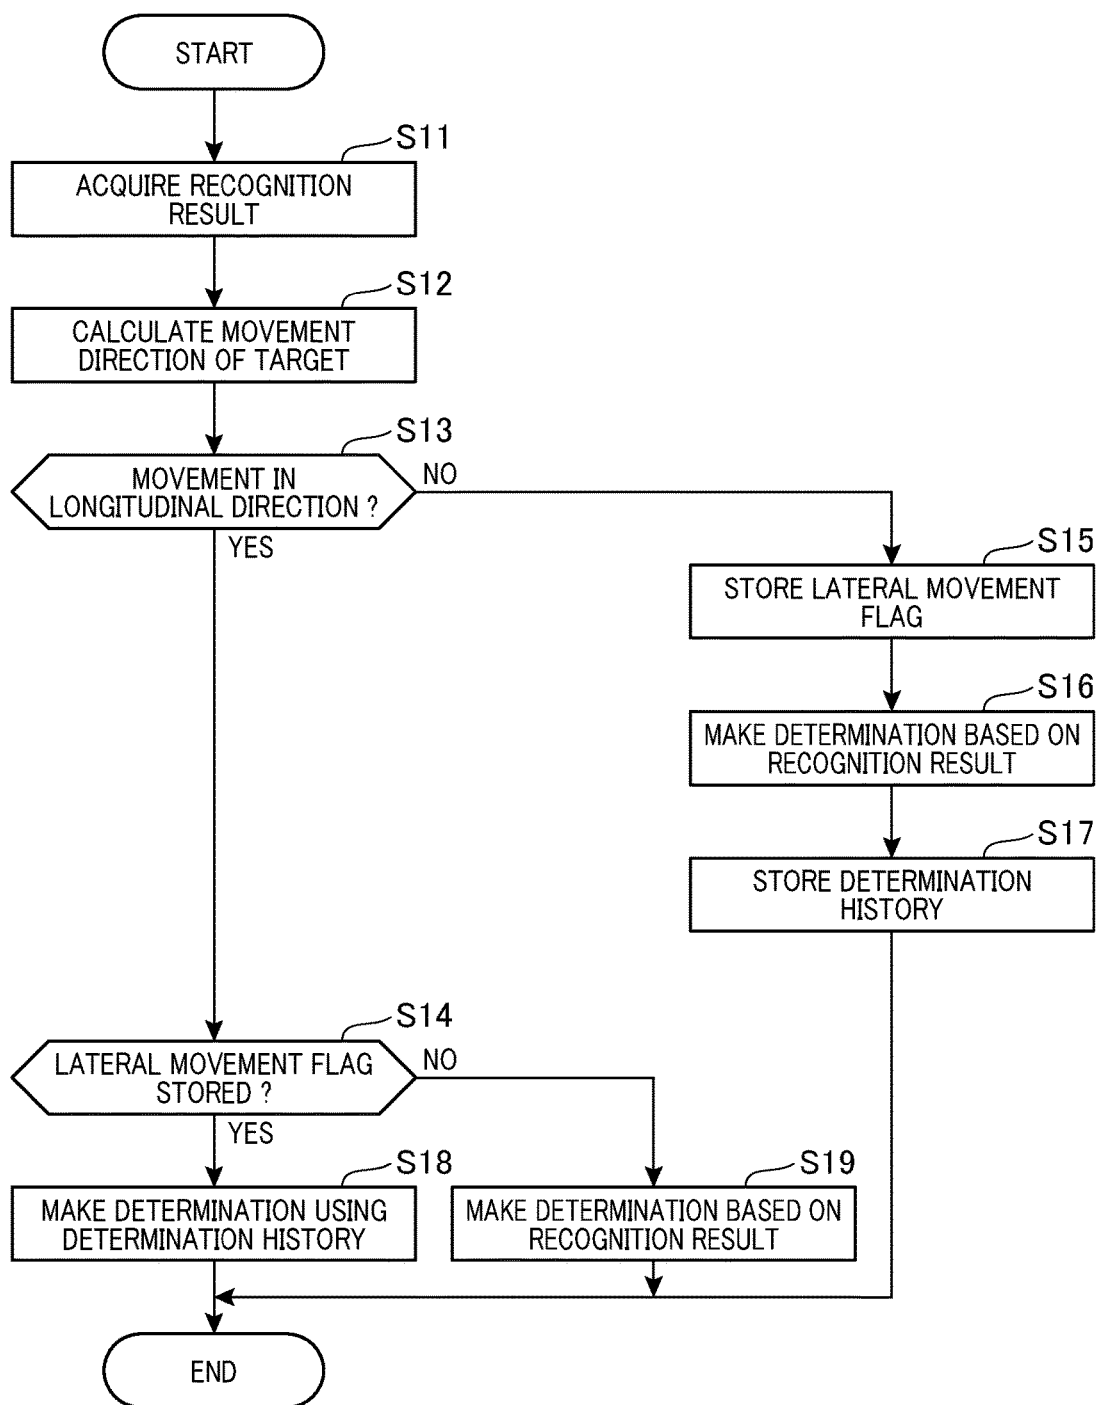 START
S11
ACQUIRE RECOGNITION
RESULT
S12
CALCULATE MOVEMENT
DIRECTION OF TARGET
S13
MOVEMENT IN
LONGITUDINAL DIRECTION ?
NO
YES
S15
STORE LATERAL MOVEMENT
FLAG
S16
MAKE DETERMINATION BASED ON
RECOGNITION RESULT
S17
STORE DETERMINATION
HISTORY
S14
LATERAL MOVEMENT FLAG
STORED ?
NO
YES
S18
MAKE DETERMINATION USING
DETERMINATION HISTORY
S19
MAKE DETERMINATION BASED ON
RECOGNITION RESULT
END